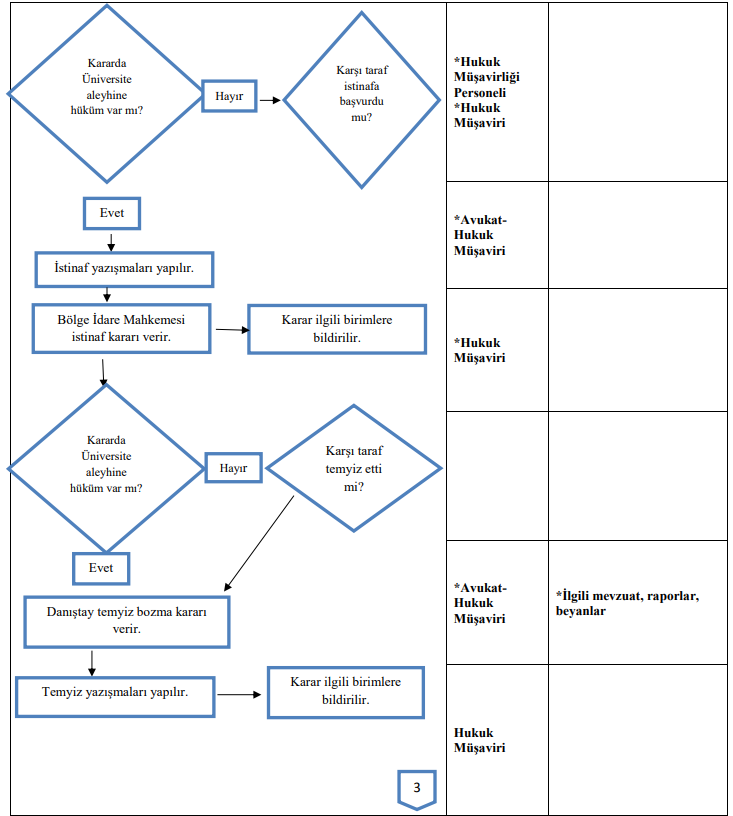 Kararda
Üniversite
aleyhine
hüküm var mı?
Hayır
Karşı taraf
istinafa
başvurdu
mu?
*Hukuk
Müşavirliği
Personeli
*Hukuk
Müşaviri
Evet
İstinaf yazışmaları yapılır.
*Avukat-
Hukuk
Müşaviri
Bölge İdare Mahkemesi
istinaf kararı verir.
Karar ilgili birimlere
bildirilir.
*Hukuk
Müşaviri
Kararda
Üniversite
aleyhine
hüküm var mı?
Hayır
Karşı taraf
temyiz etti
mi?
Evet
Danıştay temyiz bozma kararı
verir.
*Avukat-
Hukuk
Müşaviri
*İlgili mevzuat, raporlar,
beyanlar
Temyiz yazışmaları yapılır.
Karar ilgili birimlere
bildirilir.
Hukuk
Müşaviri
3